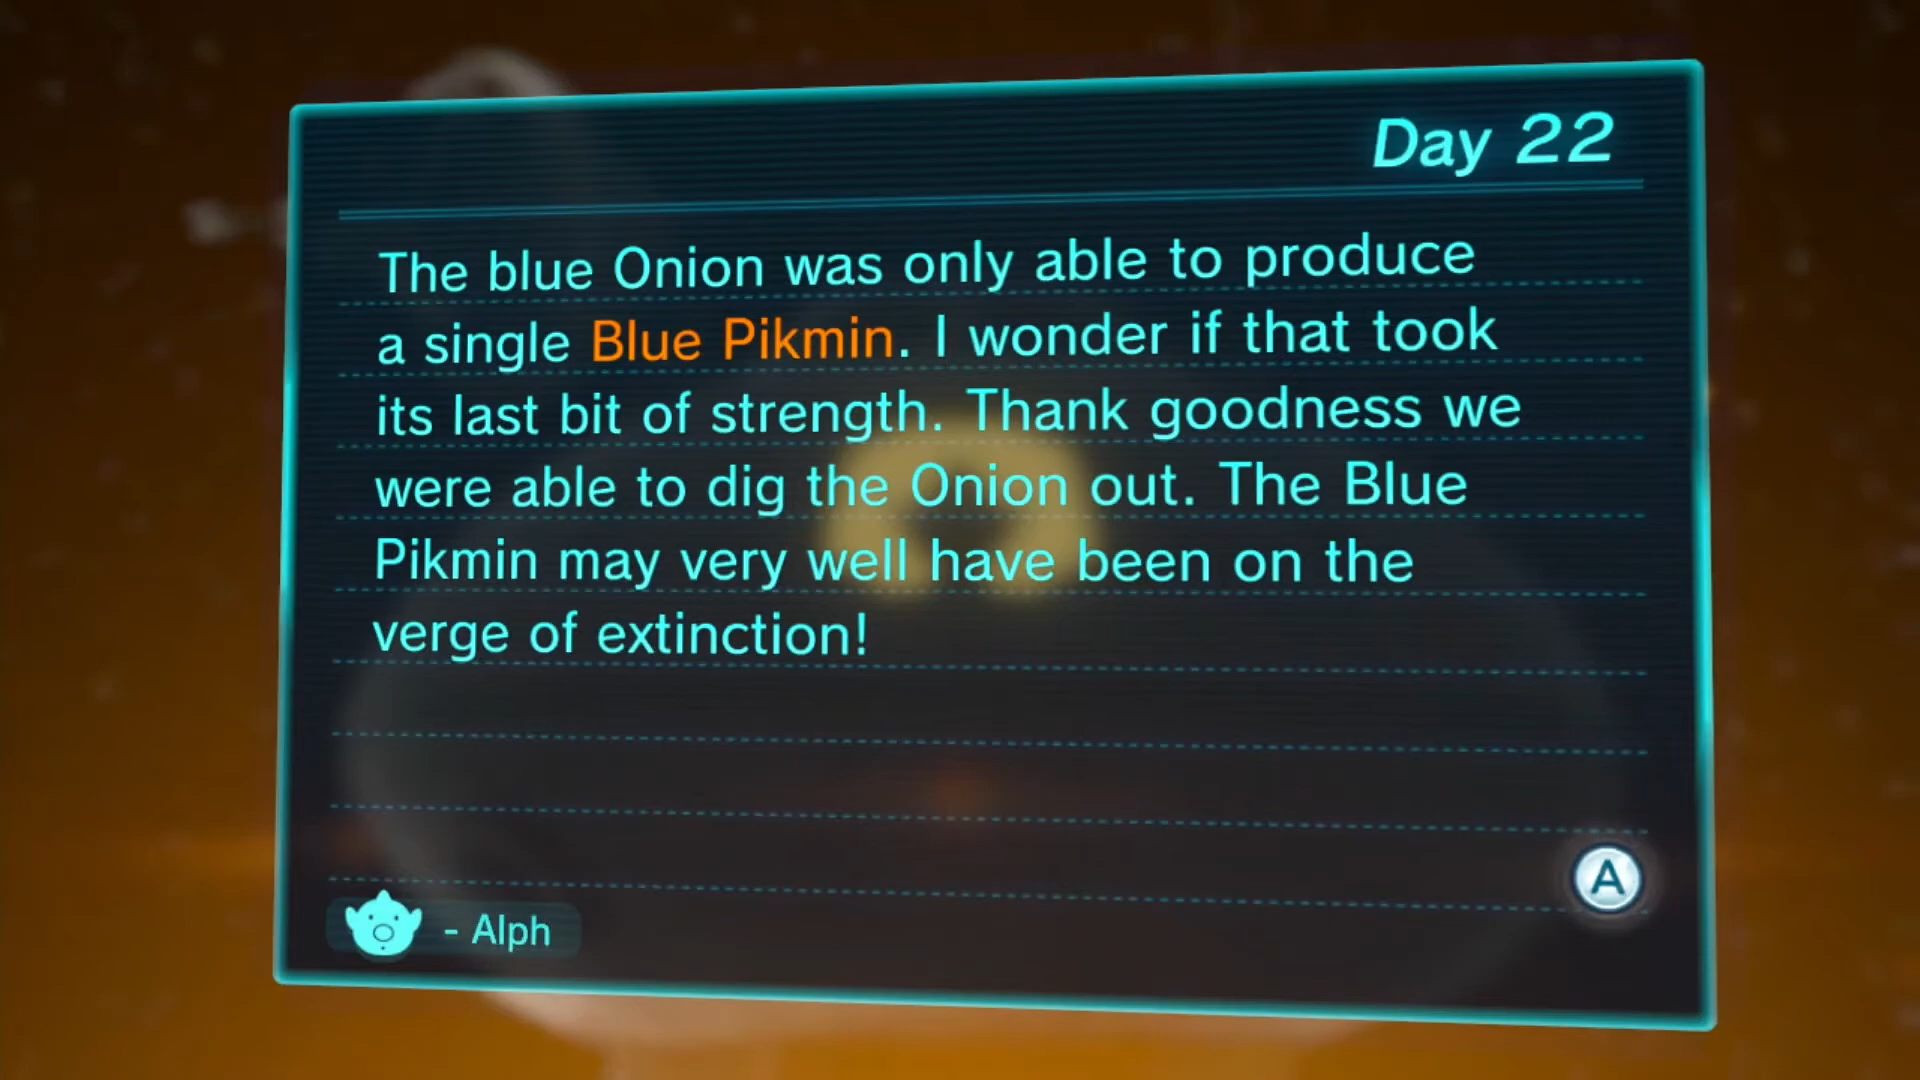 Day 22
The blue Onion was only able to produce
a single Blue Pikmin. I wonder if that took
its last bit of strength. Thank goodness we
were able to dig the Onion out. The Blue
Pikmin may very well have been on the
verge of extinction!
A
- Alph